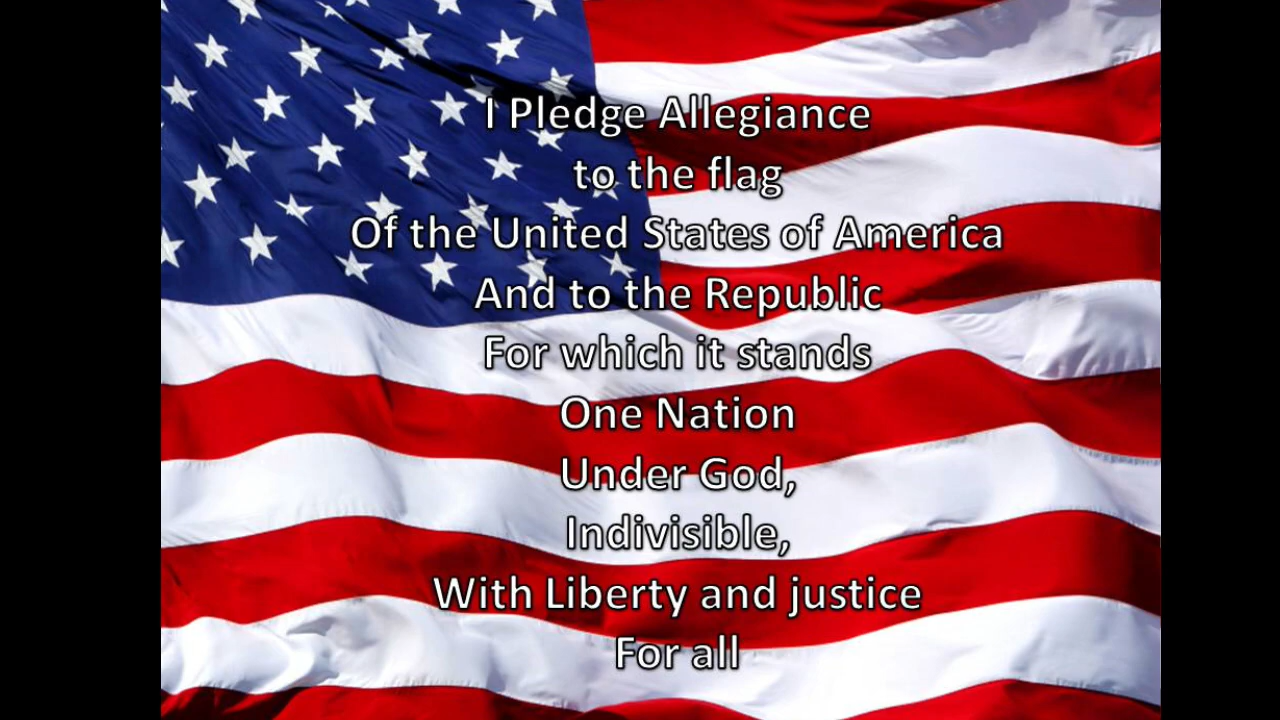 I Pledge Allegiance
to the flag
Of the United States of America
And to the Republic
For which it stands
One Nation
Under God,
Indivisible,
With Liberty and justice
For all